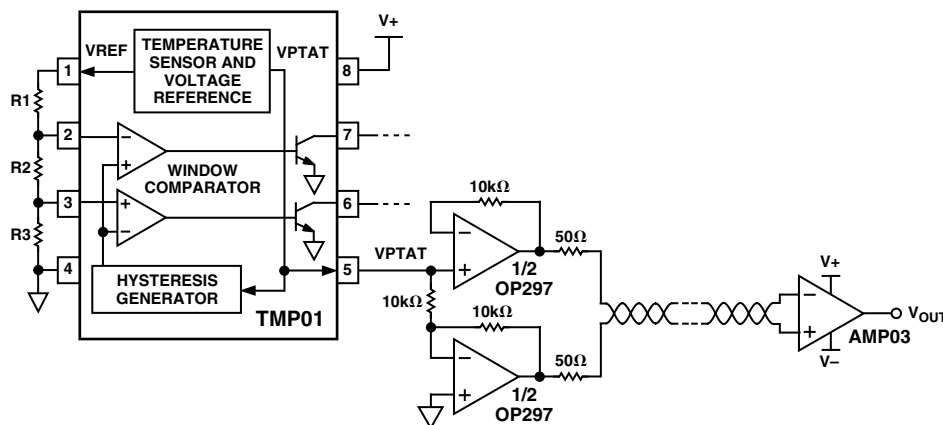 V+
VREF
TEMPERATURE
SENSOR AND
VOLTAGE
REFERENCE
VPTAT
1
8
R1
2
−
+
7
R2
WINDOW
COMPARATOR
3
+
−
6
R3
4
HYSTERESIS
GENERATOR
5
VPTAT
TMP01
10kΩ
−
+
50Ω
1/2
OP297
10kΩ
10kΩ
−
+
50Ω
1/2
OP297
V+
−
+
VOUT
AMP03
V−